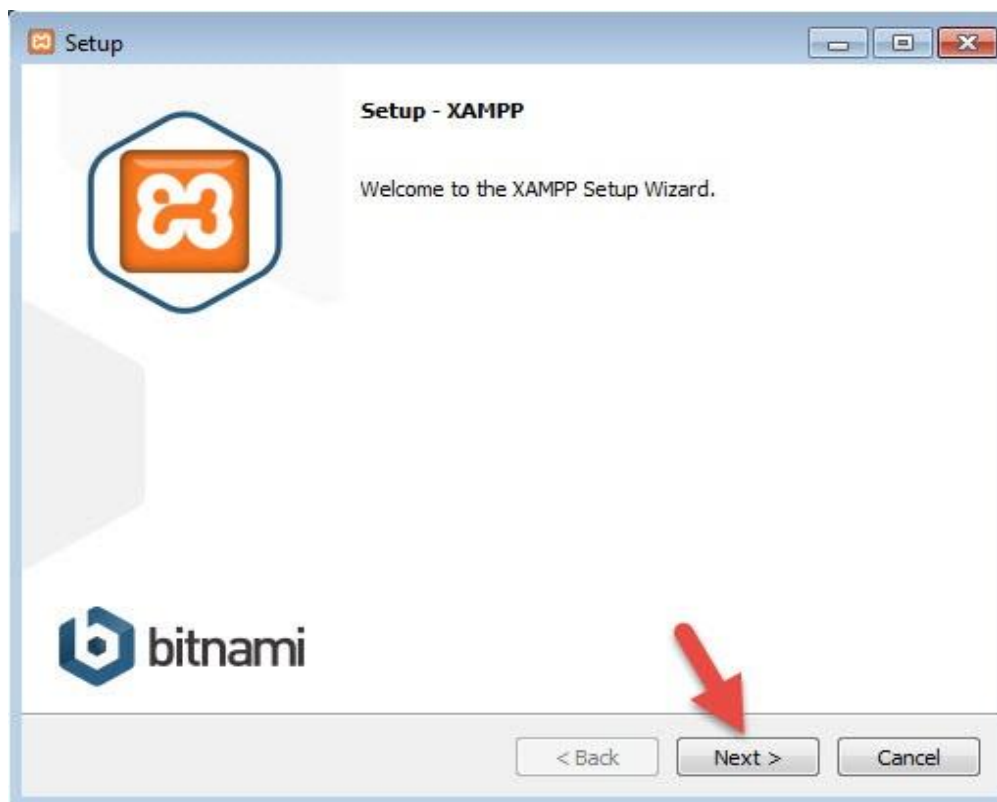 Setup
Setup - XAMPP
Welcome to the XAMPP Setup Wizard.
bitnami
< Back Next > Cancel